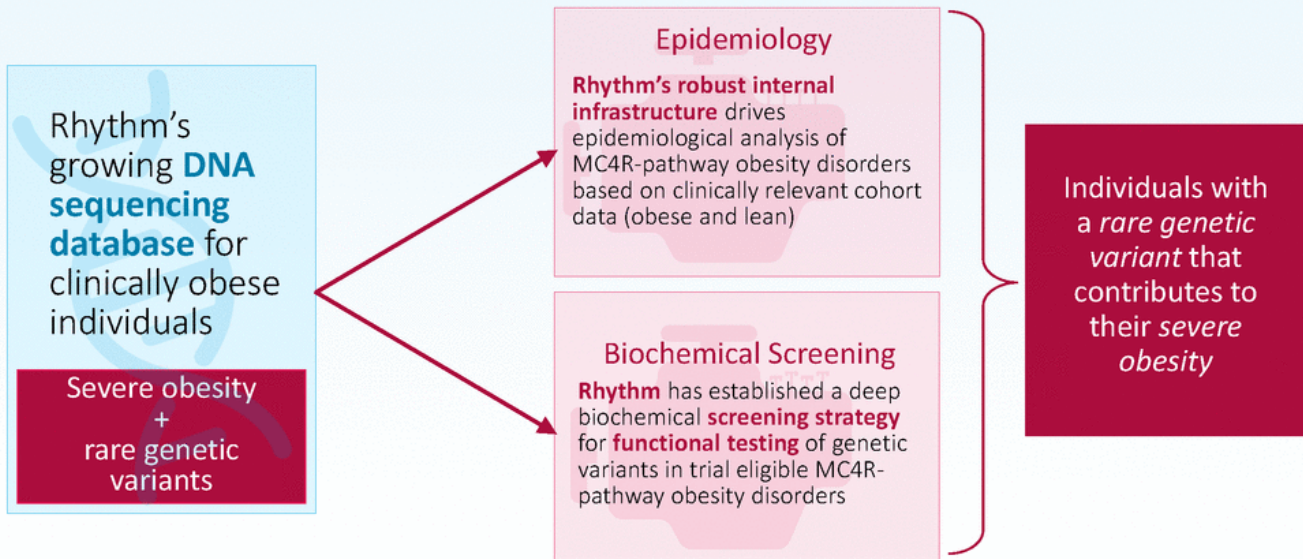 Rhythm’s
growing DNA
sequencing
database for
clinically obese
individuals
Severe obesity
+
rare genetic
variants
Epidemiology
Rhythm’s robust internal
infrastructure drives
epidemiological analysis of
MC4R-pathway obesity disorders
based on clinically relevant cohort
data (obese and lean)
Biochemical Screening
Rhythm has established a deep
biochemical screening strategy
for functional testing of genetic
variants in trial eligible MC4R-
pathway obesity disorders
Individuals with
a rare genetic
variant that
contributes to
their severe
obesity